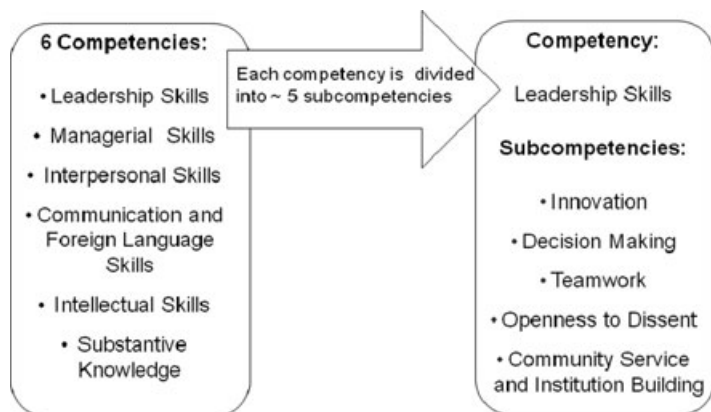 6 Competencies:
•Leadership Skills
• Managerial Skills
• Interpersonal Skills
•Communication and
Foreign Language
Skills
•Intellectual Skills
• Substantive
Knowledge
Each competency is divided
into ~ 5 subcompetencies
Competency:
Leadership Skills
Subcompetencies:
•Innovation
•Decision Making
•Teamwork
•Openness to Dissent
•Community Service
and Institution Building